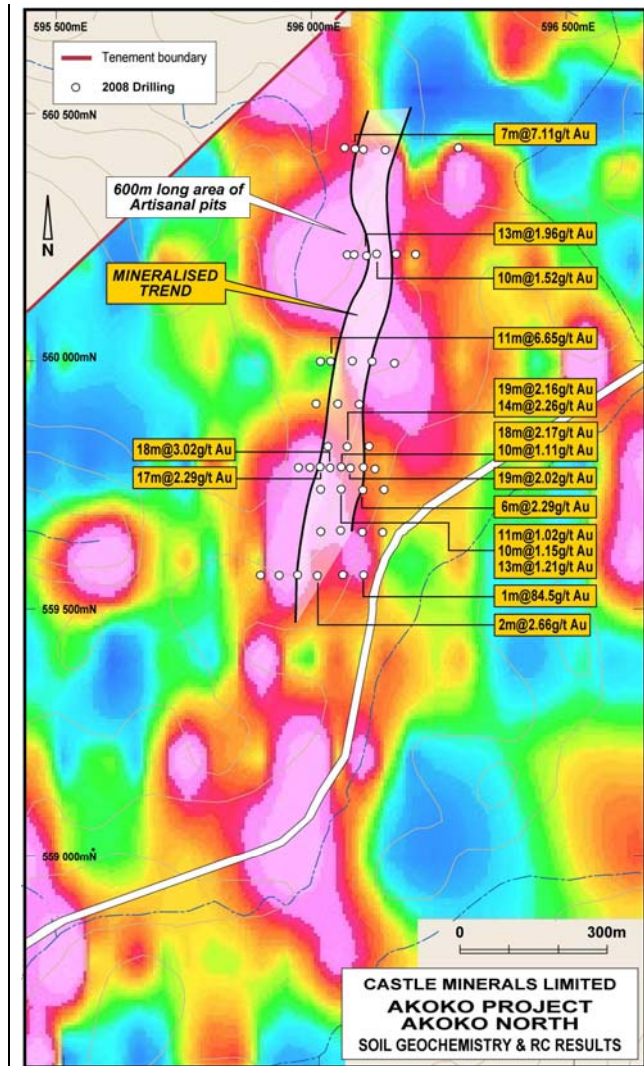 595 500mE
596 000mE
596 500mE
Tenement boundary
2008 Drilling
560 500mN
7m@7.11g/t Au
600m long area of
Artisanal pits
N
13m@1.96g/t Au
10m@1.52g/t Au
MINERALISED
TREND
11m@6.65g/t Au
560 000mN
19m@2.16g/t Au
14m@2.26g/t Au
18m@2.17g/t Au
10m@1.11g/t Au
18m@3.02g/t Au
17m@2.29g/t Au
19m@2.02g/t Au
6m@2.29g/t Au
11m@1.02g/t Au
10m@1.15g/t Au
13m@1.21g/t Au
1m@84.5g/t Au
559 500mN
2m@2.66g/t Au
559 000mN
0
300m
CASTLE MINERALS LIMITED
AKOKO PROJECT
AKOKO NORTH
SOIL GEOCHEMISTRY & RC RESULTS